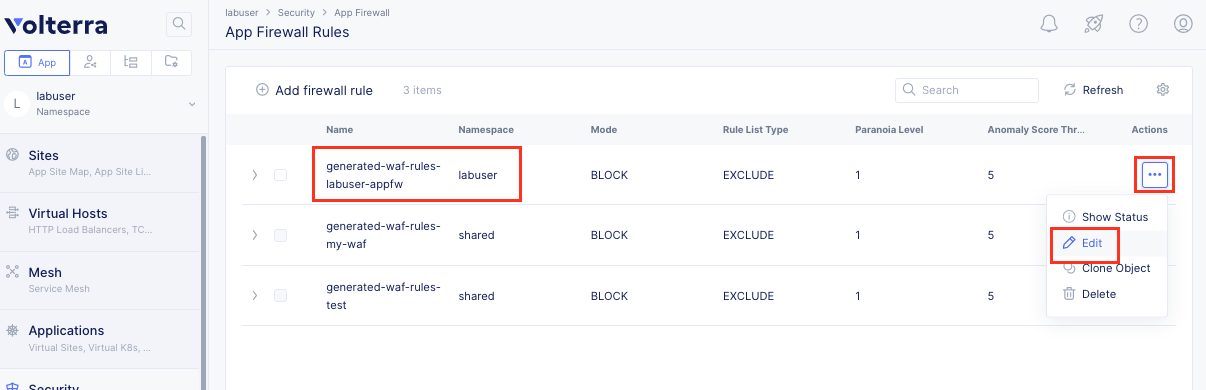 Volterra
labuser > Security > App Firewall
App Firewall Rules
App
L
labuser
Namespace
Sites
App Site Map, App Site Li...
Virtual Hosts
HTTP Load Balancers, TC...
Mesh
Service Mesh
Applications
Virtual Sites, Virtual K8s, ...
Security
Add firewall rule
3 items
Search
Refresh
Name Namespace Mode Rule List Type Paranoia Level Anomaly Score Thr... Actions
generated-waf-rules-
labuser-appfw
labuser BLOCK EXCLUDE 1 5
generated-waf-rules-
my-waf
shared BLOCK EXCLUDE 1 5
generated-waf-rules-
test
shared BLOCK EXCLUDE 1 5
Show Status
Edit
Clone Object
Delete